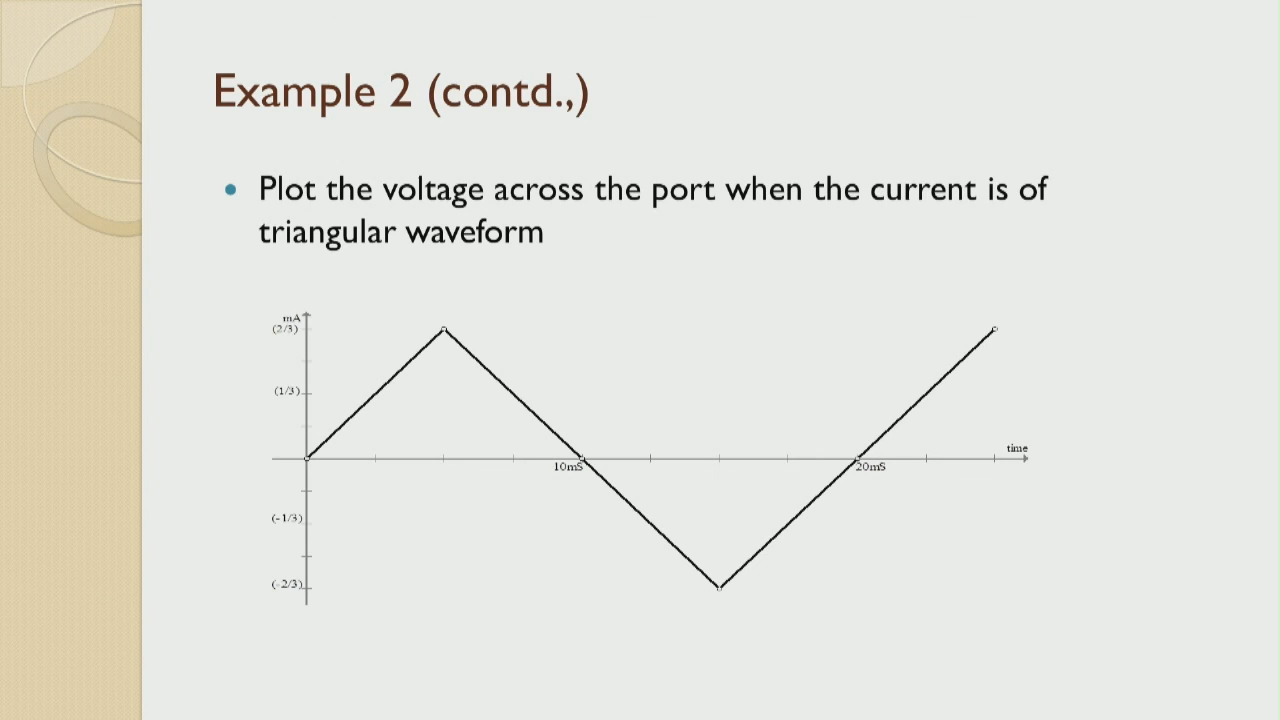 Example 2 (contd.,)
Plot the voltage across the port when the current is of
triangular waveform
mA
(2/3)
(1/3)
time
10mS
20mS
(-1/3)
(-2/3)